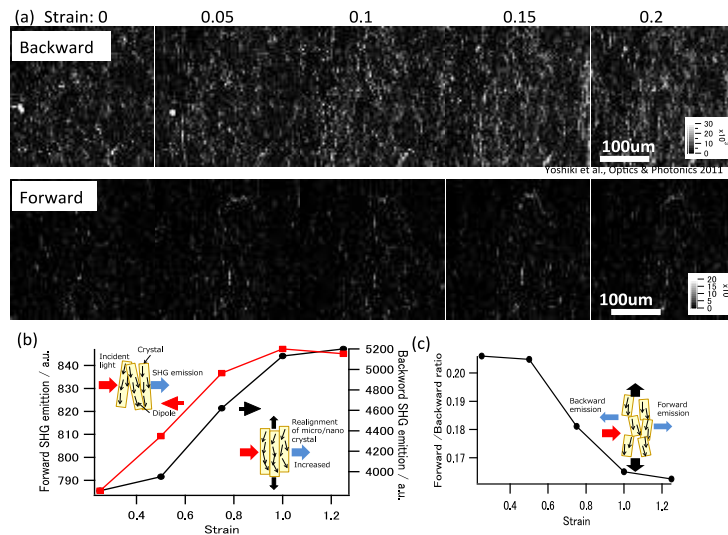 (a) Strain: 0 0.05 0.1 0.15 0.2
Backward
30
20
10
0
100um
Yoshiki et al., Optics & Photonics 2011
Forward
20
15
10
5
0
100um
(b)
Forward SHG emittion / a.u.
840
830
820
810
800
790
Incident
light
Crystal
SHG emission
Dipole
Realignment
of micro/nano
crystal
Increased
5200
5000
4800
4600
4400
4200
4000
Backward SHG emittion / a.u.
0.4 0.6 0.8 1.0 1.2
Strain
(c)
Forward /Backward ratio
0.20
0.19
0.18
0.17
Backward
emission
Forward
emission
0.4 0.6 0.8 1.0 1.2
Strain